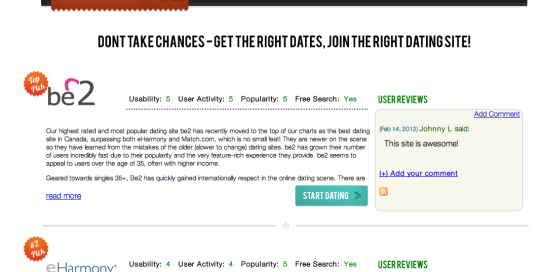 DONT TAKE CHANCES - GET THE RIGHT DATES, JOIN THE RIGHT DATING SITE!
Top Pick
be2
Usability: 5 User Activity: 5 Popularity: 5 Free Search: Yes
USER REVIEWS
Add Comment
(Feb 14, 2012) Johnny L said:
This site is awesome!
(+) Add your comment
Our highest rated and most popular dating site be2 has recently moved to the top of our charts as the best dating
site in Canada, surpassing both eHarmony and Match.com, which is no small feat! They are newer on the scene
so they have learned from the mistakes of the older (slower to change) dating sites. be2 has grown their number
of users incredibly fast due to their popularity and the very feature-rich experience they provide. be2 seems to
appeal to users over the age of 35, often with higher income.
Geared towards singles 35+, Be2 has quickly gained internationally respect in the online dating scene. There are
read more
START DATING
#2 Pick
eHarmony
Usability: 4 User Activity: 4 Popularity: 5 Free Search: Yes
USER REVIEWS